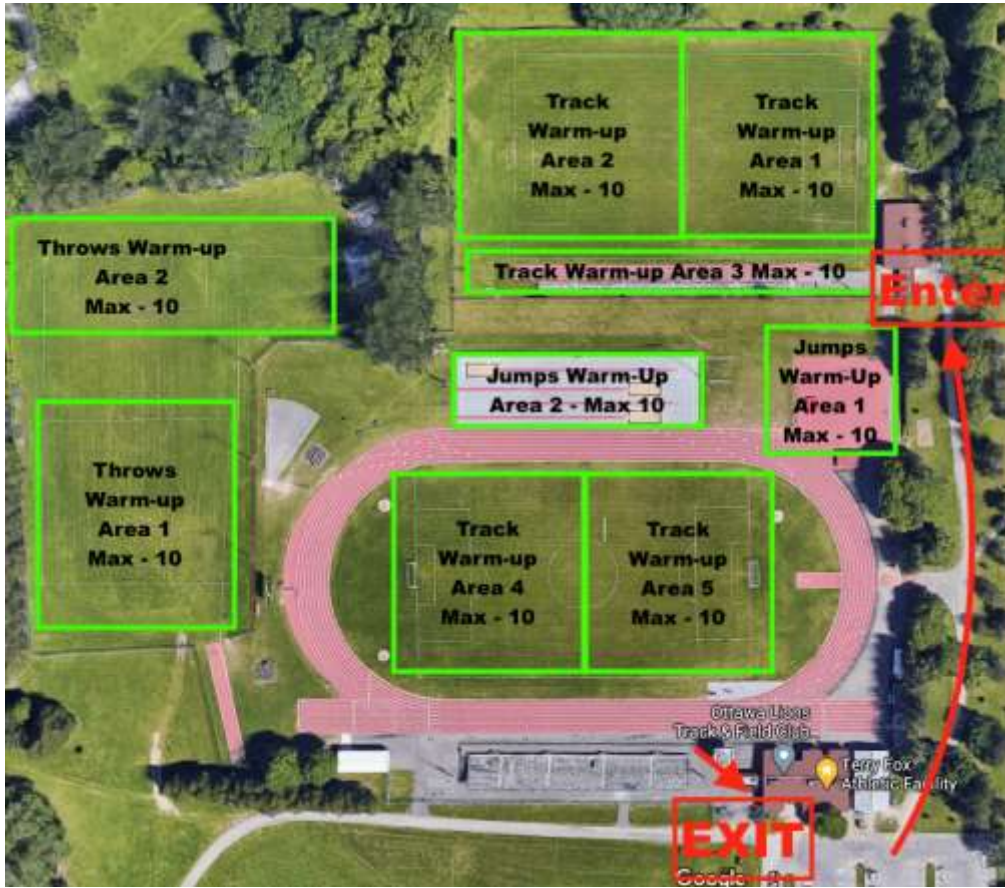 Track
Warm-up
Area 2
Max - 10
Track
Warm-up
Area 1
Max - 10
Throws Warm-up
Area 2
Max - 10
Track Warm-up Area 3 Max - 10
Enter
Jumps Warm-Up
Area 2 - Max 10
Jumps
Warm-Up
Area 1
Max - 10
Throws
Warm-up
Area 1
Max - 10
Track
Warm-up
Area 4
Max - 10
Track
Warm-up
Area 5
Max - 10
Ottawa Lions
Track & Field Club
Terry Fox
Athletic Facility
EXIT
Google